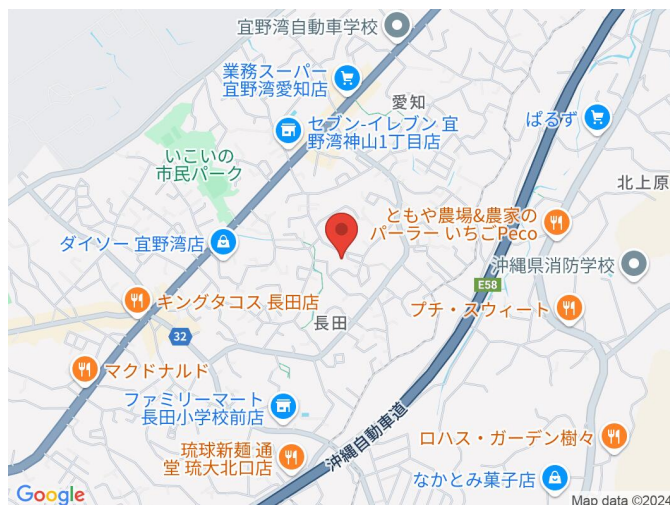 宜野湾自動車学校
業務スーパー
宜野湾愛知店
愛知
セブン-イレブン 宜
野湾神山1丁目店
ぱるず
いこいの
市民パーク
北上原
ともや農場&農家の
パーラー いちごPeco
ダイソー 宜野湾店
沖縄県消防学校
E58
キングタコス 長田店
プチ・スウィート
長田
32
マクドナルド
ファミリーマート
長田小学校前店
沖縄自動車道
ロハス・ガーデン樹々
琉球新麺 通
堂 琉大北口店
なかとみ菓子店
Google
Map data ©2024